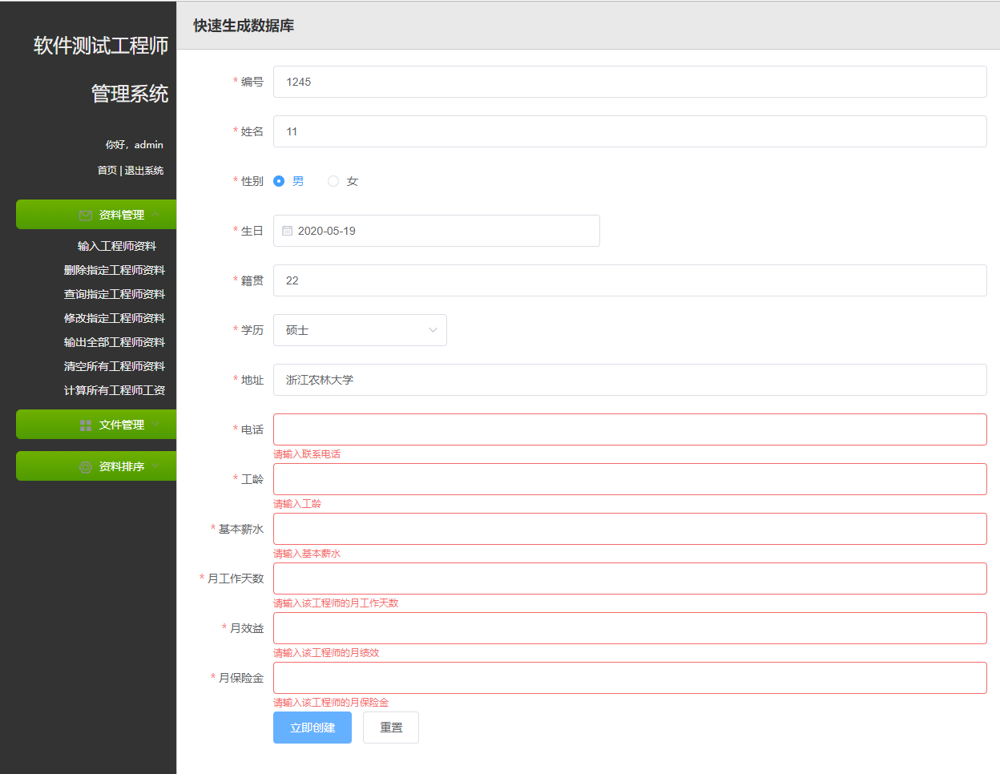 软件测试工程师
管理系统
你好，admin
首页 | 退出系统
资料管理
输入工程师资料
删除指定工程师资料
查询指定工程师资料
修改指定工程师资料
输出全部工程师资料
清空所有工程师资料
计算所有工程师工资
文件管理
资料排序
快速生成数据库
* 编号 1245
* 姓名 11
* 性别 男 女
* 生日 2020-05-19
* 籍贯 22
* 学历 硕士
* 地址 浙江农林大学
* 电话
请输入联系电话
* 工龄
请输入工龄
* 基本薪水
请输入基本薪水
* 月工作天数
请输入该工程师的月工作天数
* 月效益
请输入该工程师的月绩效
* 月保险金
请输入该工程师的月保险金
立即创建 重置